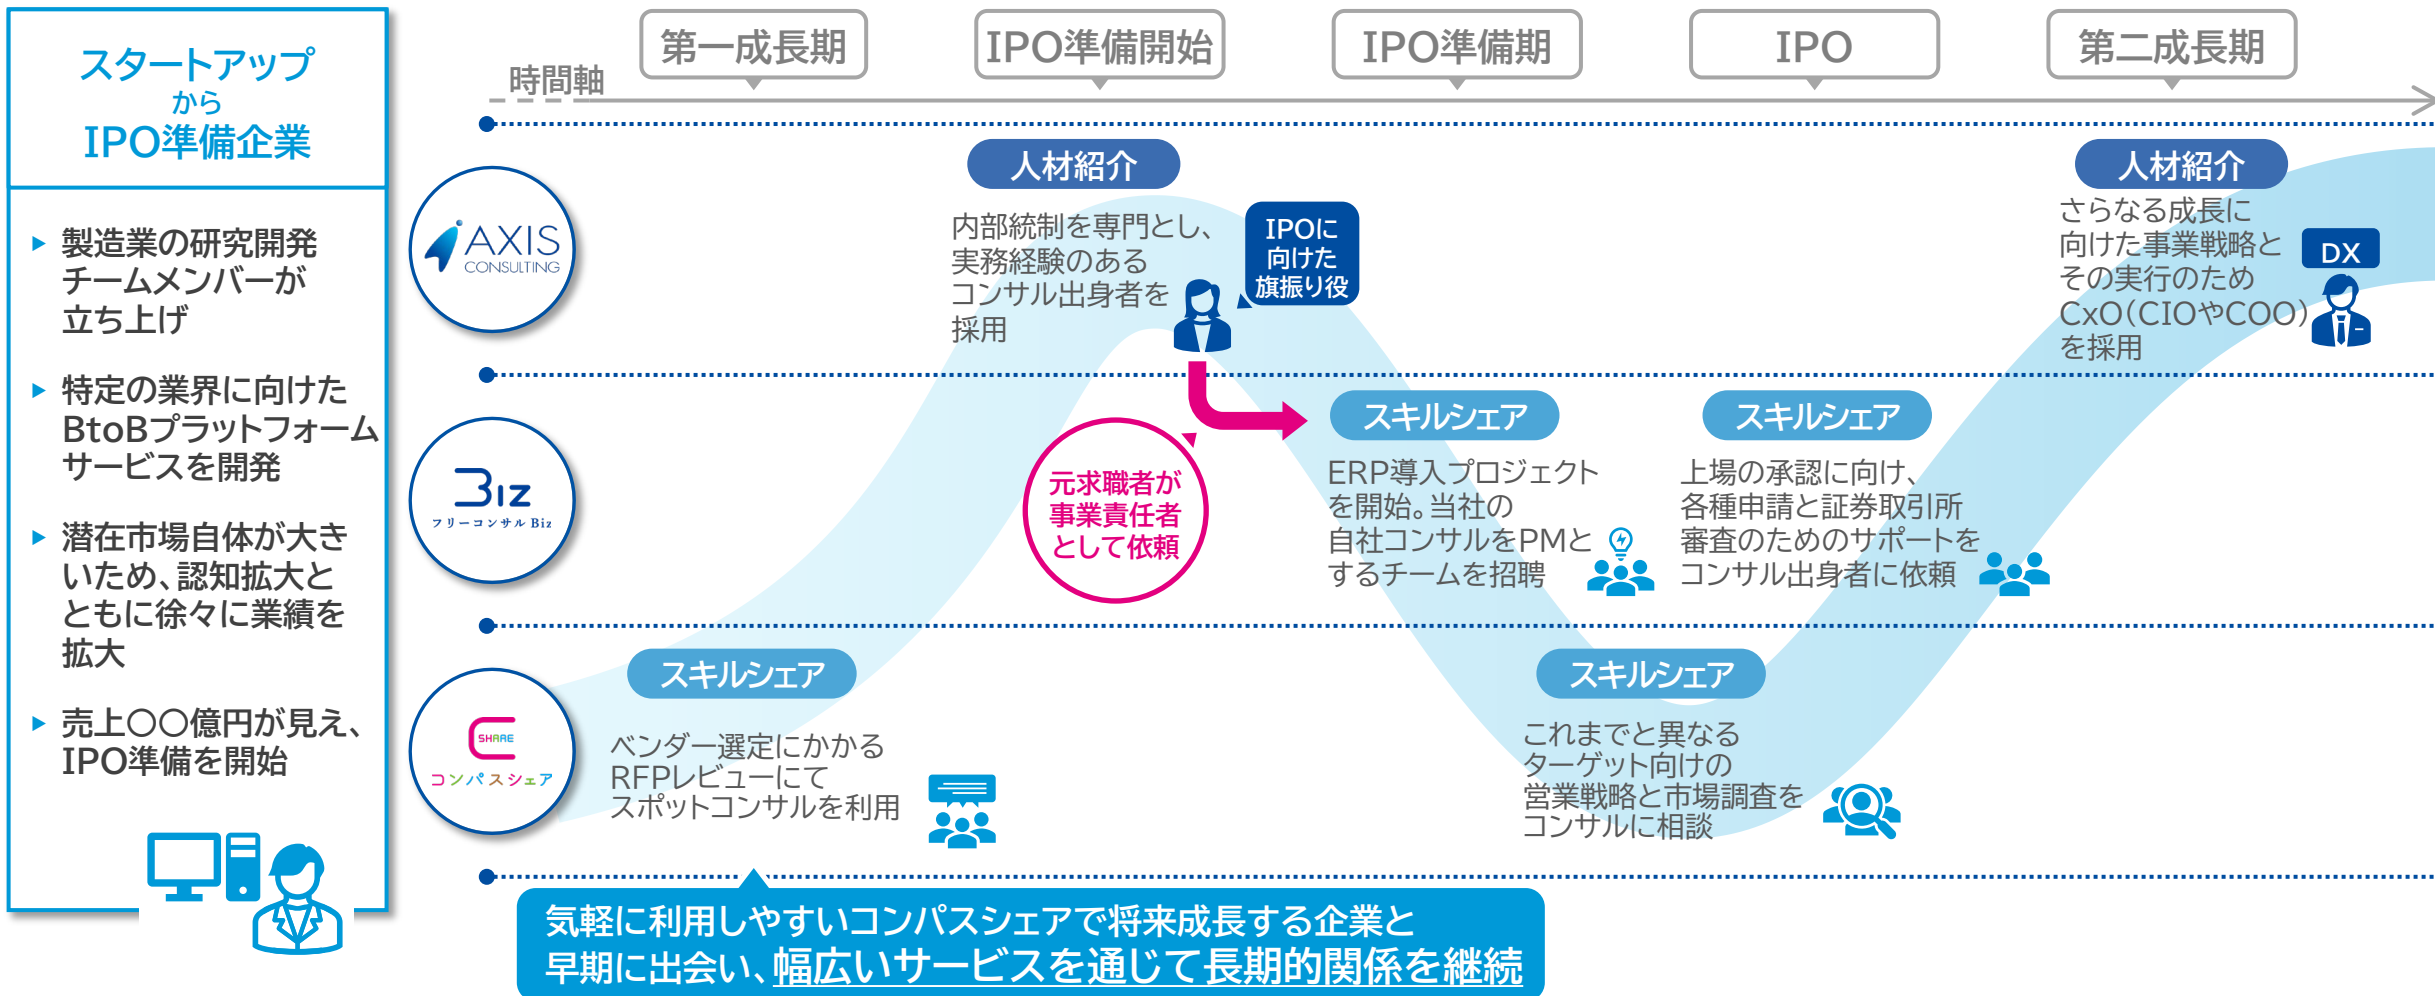 スタートアップ
から
IPO準備企業
製造業の研究開発
チームメンバーが
立ち上げ
特定の業界に向けた
BtoBプラットフォーム
サービスを開発
潜在市場自体が大き
いため、認知拡大と
ともに徐々に業績を
拡大
売上〇〇億円が見え、
IPO準備を開始
時間軸
第一成長期
IPO準備開始
IPO準備期
IPO
第二成長期
AXIS
CONSULTING
人材紹介
内部統制を専門とし、
実務経験のある
コンサル出身者を
採用
IPOに
向けた
旗振り役
人材紹介
さらなる成長に
向けた事業戦略と
その実行のため
CxO(CIOやCOO)
を採用
DX
Biz
フリーコンサルBiz
元求職者が
事業責任者
として依頼
スキルシェア
ERP導入プロジェクト
を開始。当社の
自社コンサルをPMと
するチームを招聘
スキルシェア
上場の承認に向け、
各種申請と証券取引所
審査のためのサポートを
コンサル出身者に依頼
SHARE
コンパスシェア
スキルシェア
ベンダー選定にかかる
RFPレビューにて
スポットコンサルを利用
スキルシェア
これまでと異なる
ターゲット向けの
営業戦略と市場調査を
コンサルに相談
気軽に利用しやすいコンパスシェアで将来成長する企業と
早期に出会い、幅広いサービスを通じて長期的関係を継続